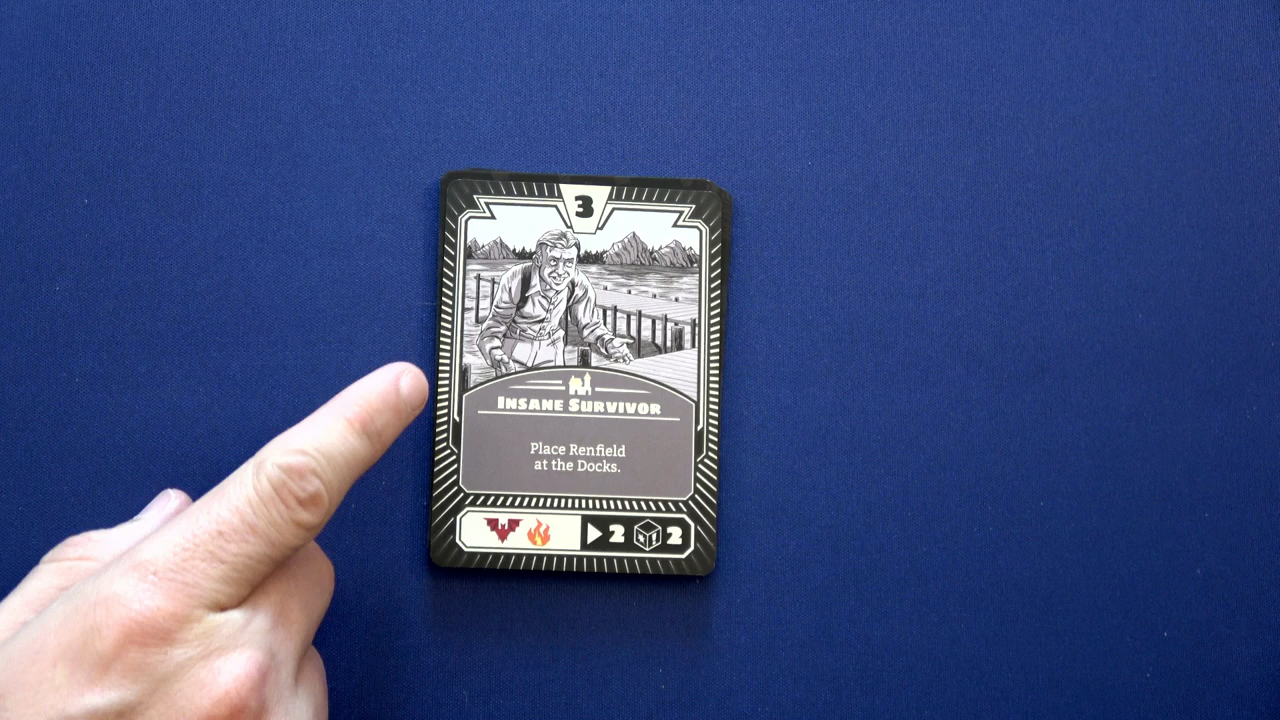 3
INSANE SURVIVOR
Place Renfield
at the Docks.
2 2